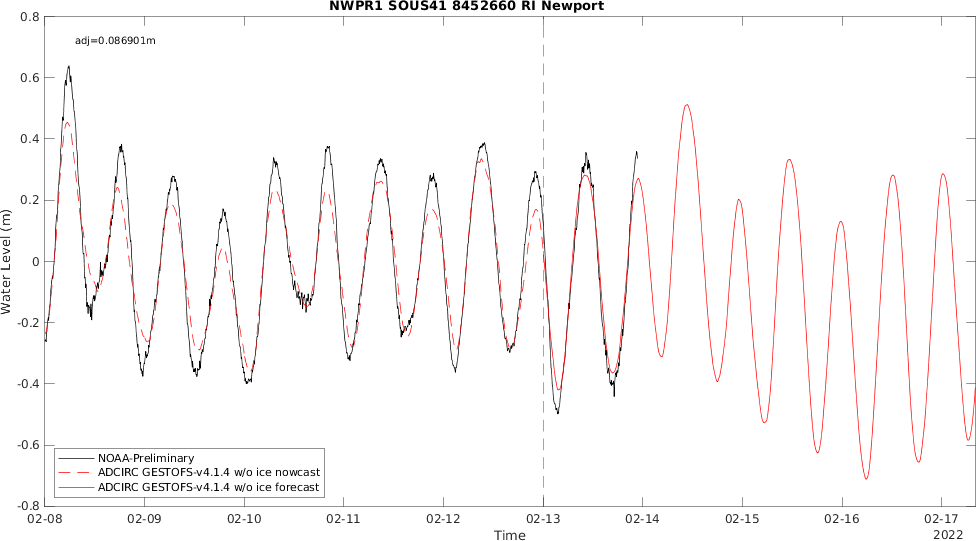 NWPR1 SOUS41 8452660 RI Newport
adj=0.086901m
0.8
0.6
0.4
0.2
0
-0.2
-0.4
-0.6
-0.8
Water Level (m)
NOAA-Preliminary
ADCIRC GESTOFS-v4.1.4 w/o ice nowcast
ADCIRC GESTOFS-v4.1.4 w/o ice forecast
02-08 02-09 02-10 02-11 02-12 02-13 02-14 02-15 02-16 02-17
Time
2022